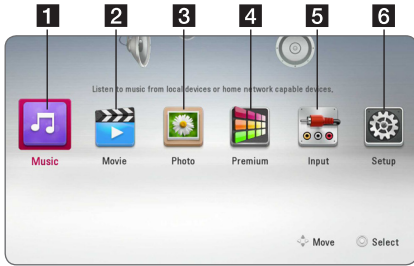 1 2 3 4 5 6
Listen to music from local devices or home network capable devices.
Music Movie Photo Premium Input Setup
Move Select